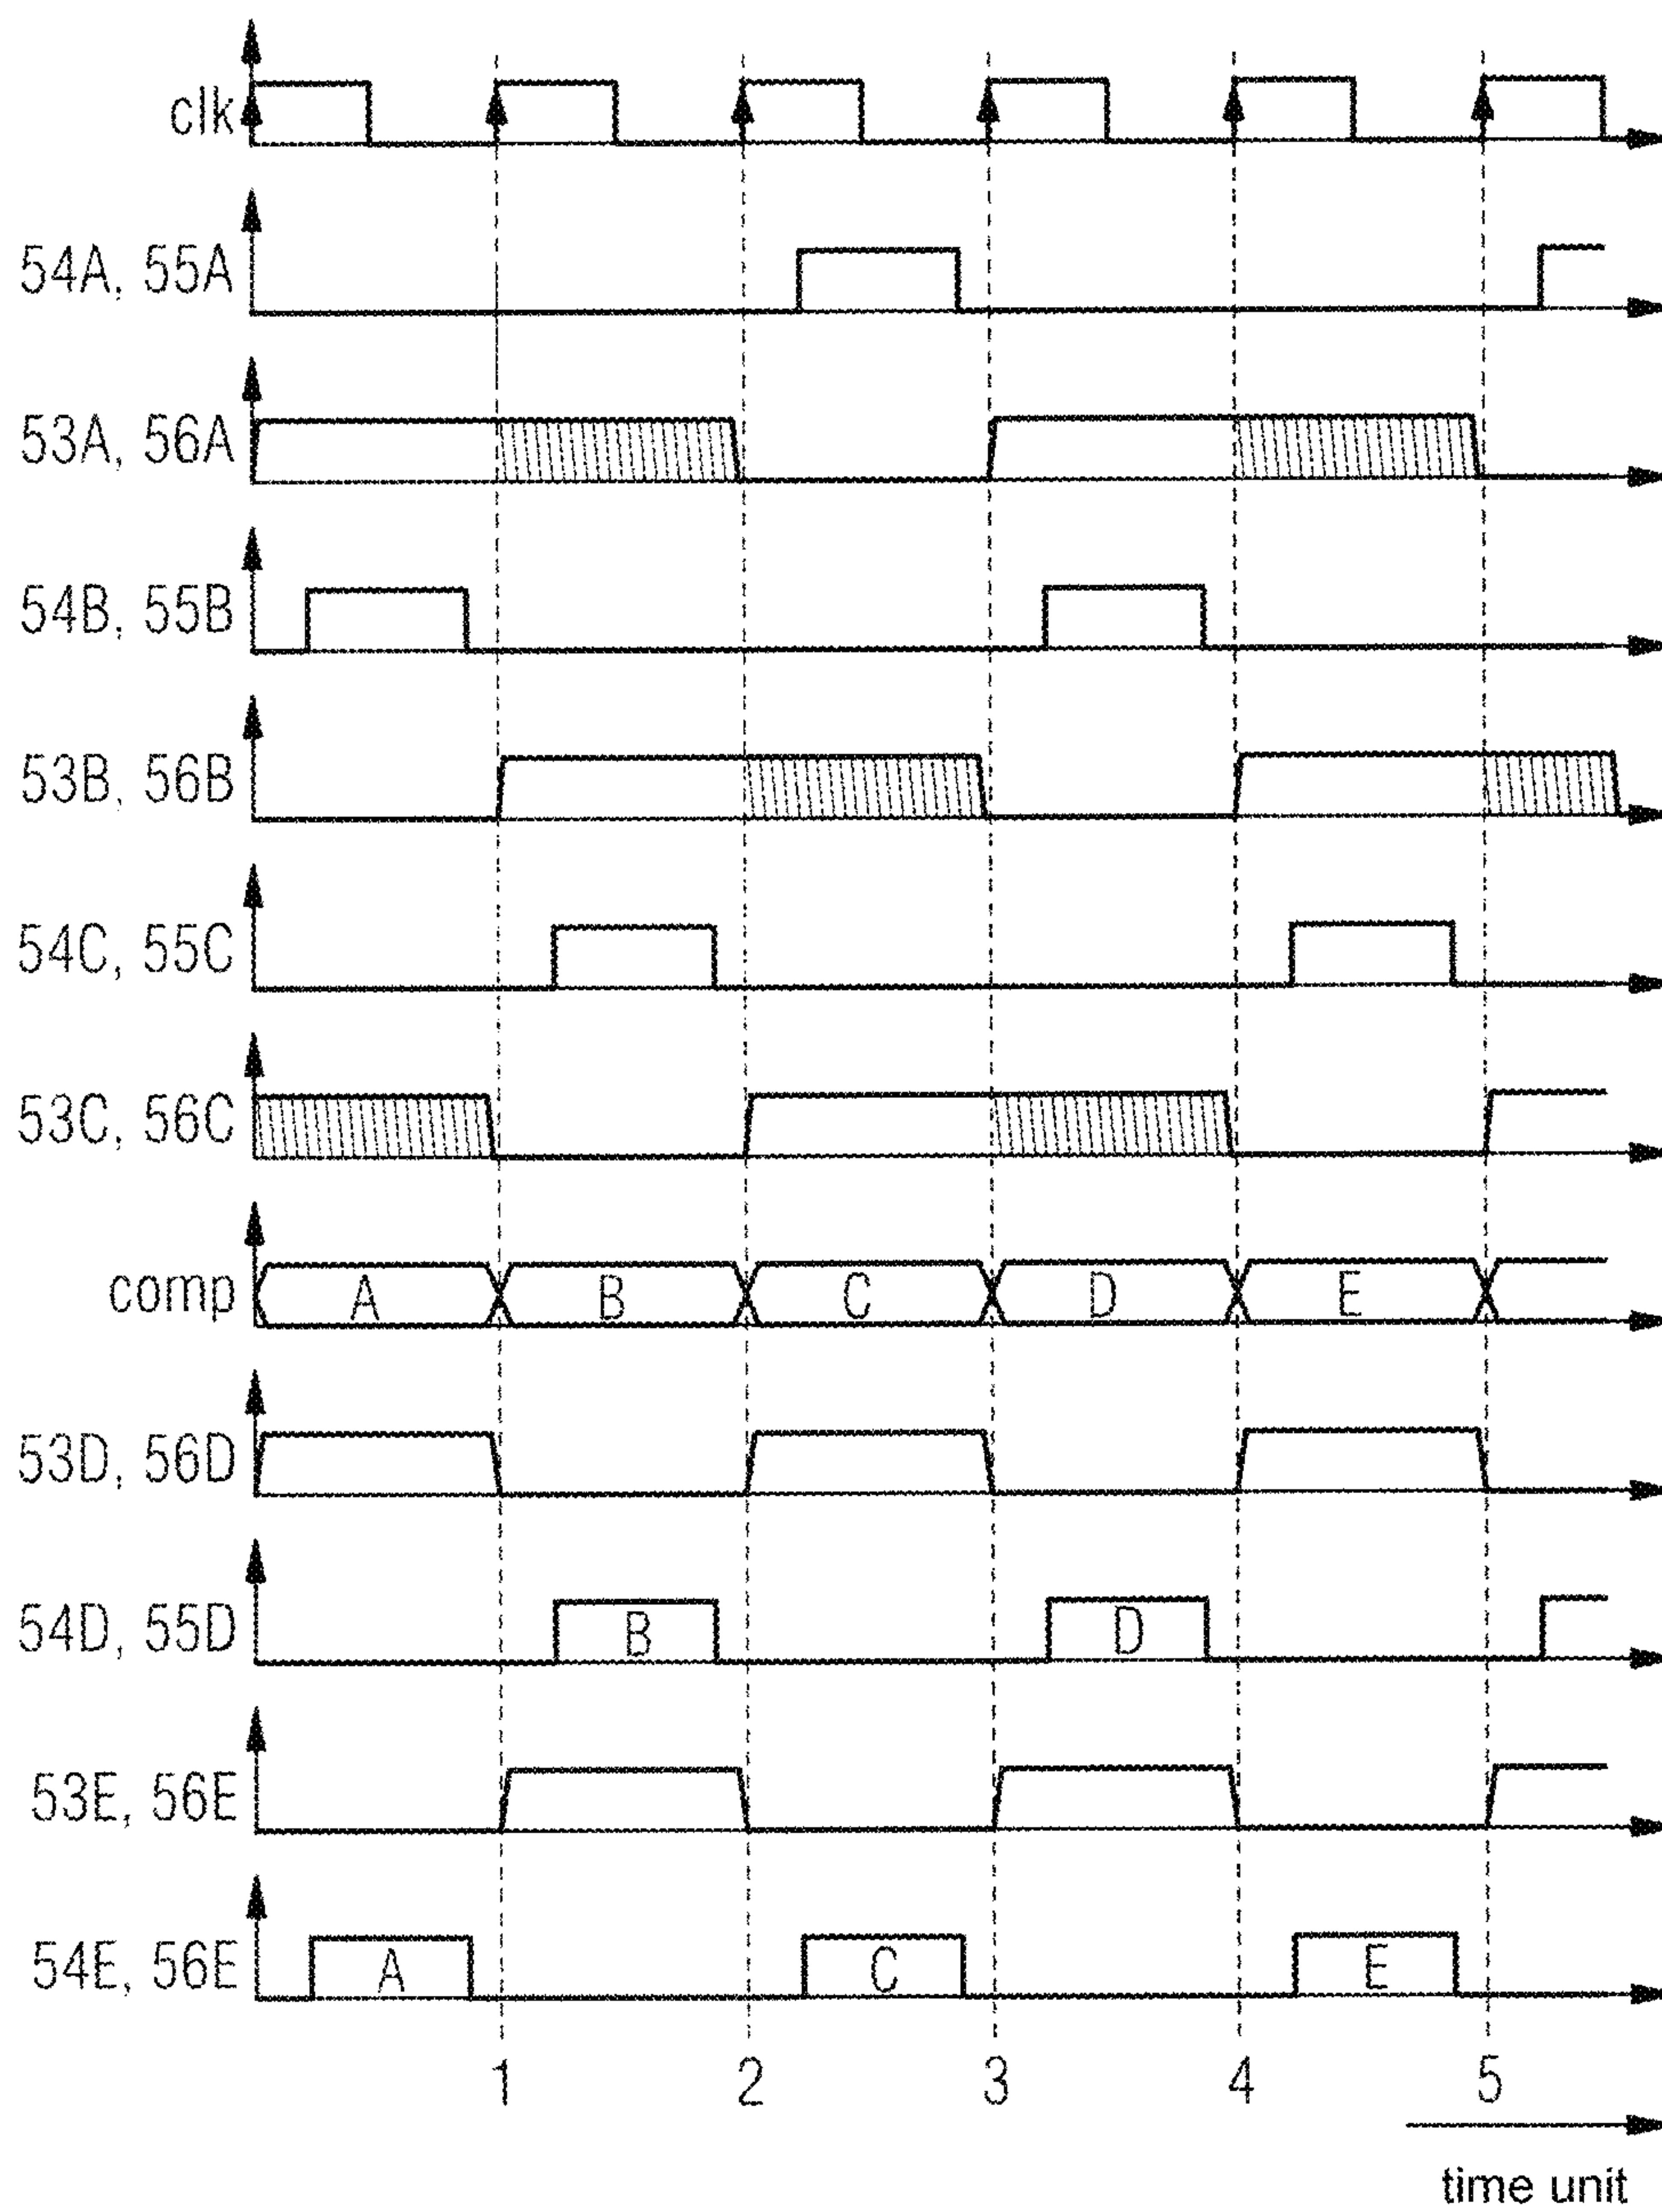 clk
54A, 55A
53A, 56A
54B, 55B
53B, 56B
54C, 55C
53C, 56C
comp A B C D E
53D, 56D
54D, 55D B D
53E, 56E
54E, 56E A C E
1 2 3 4 5
time unit